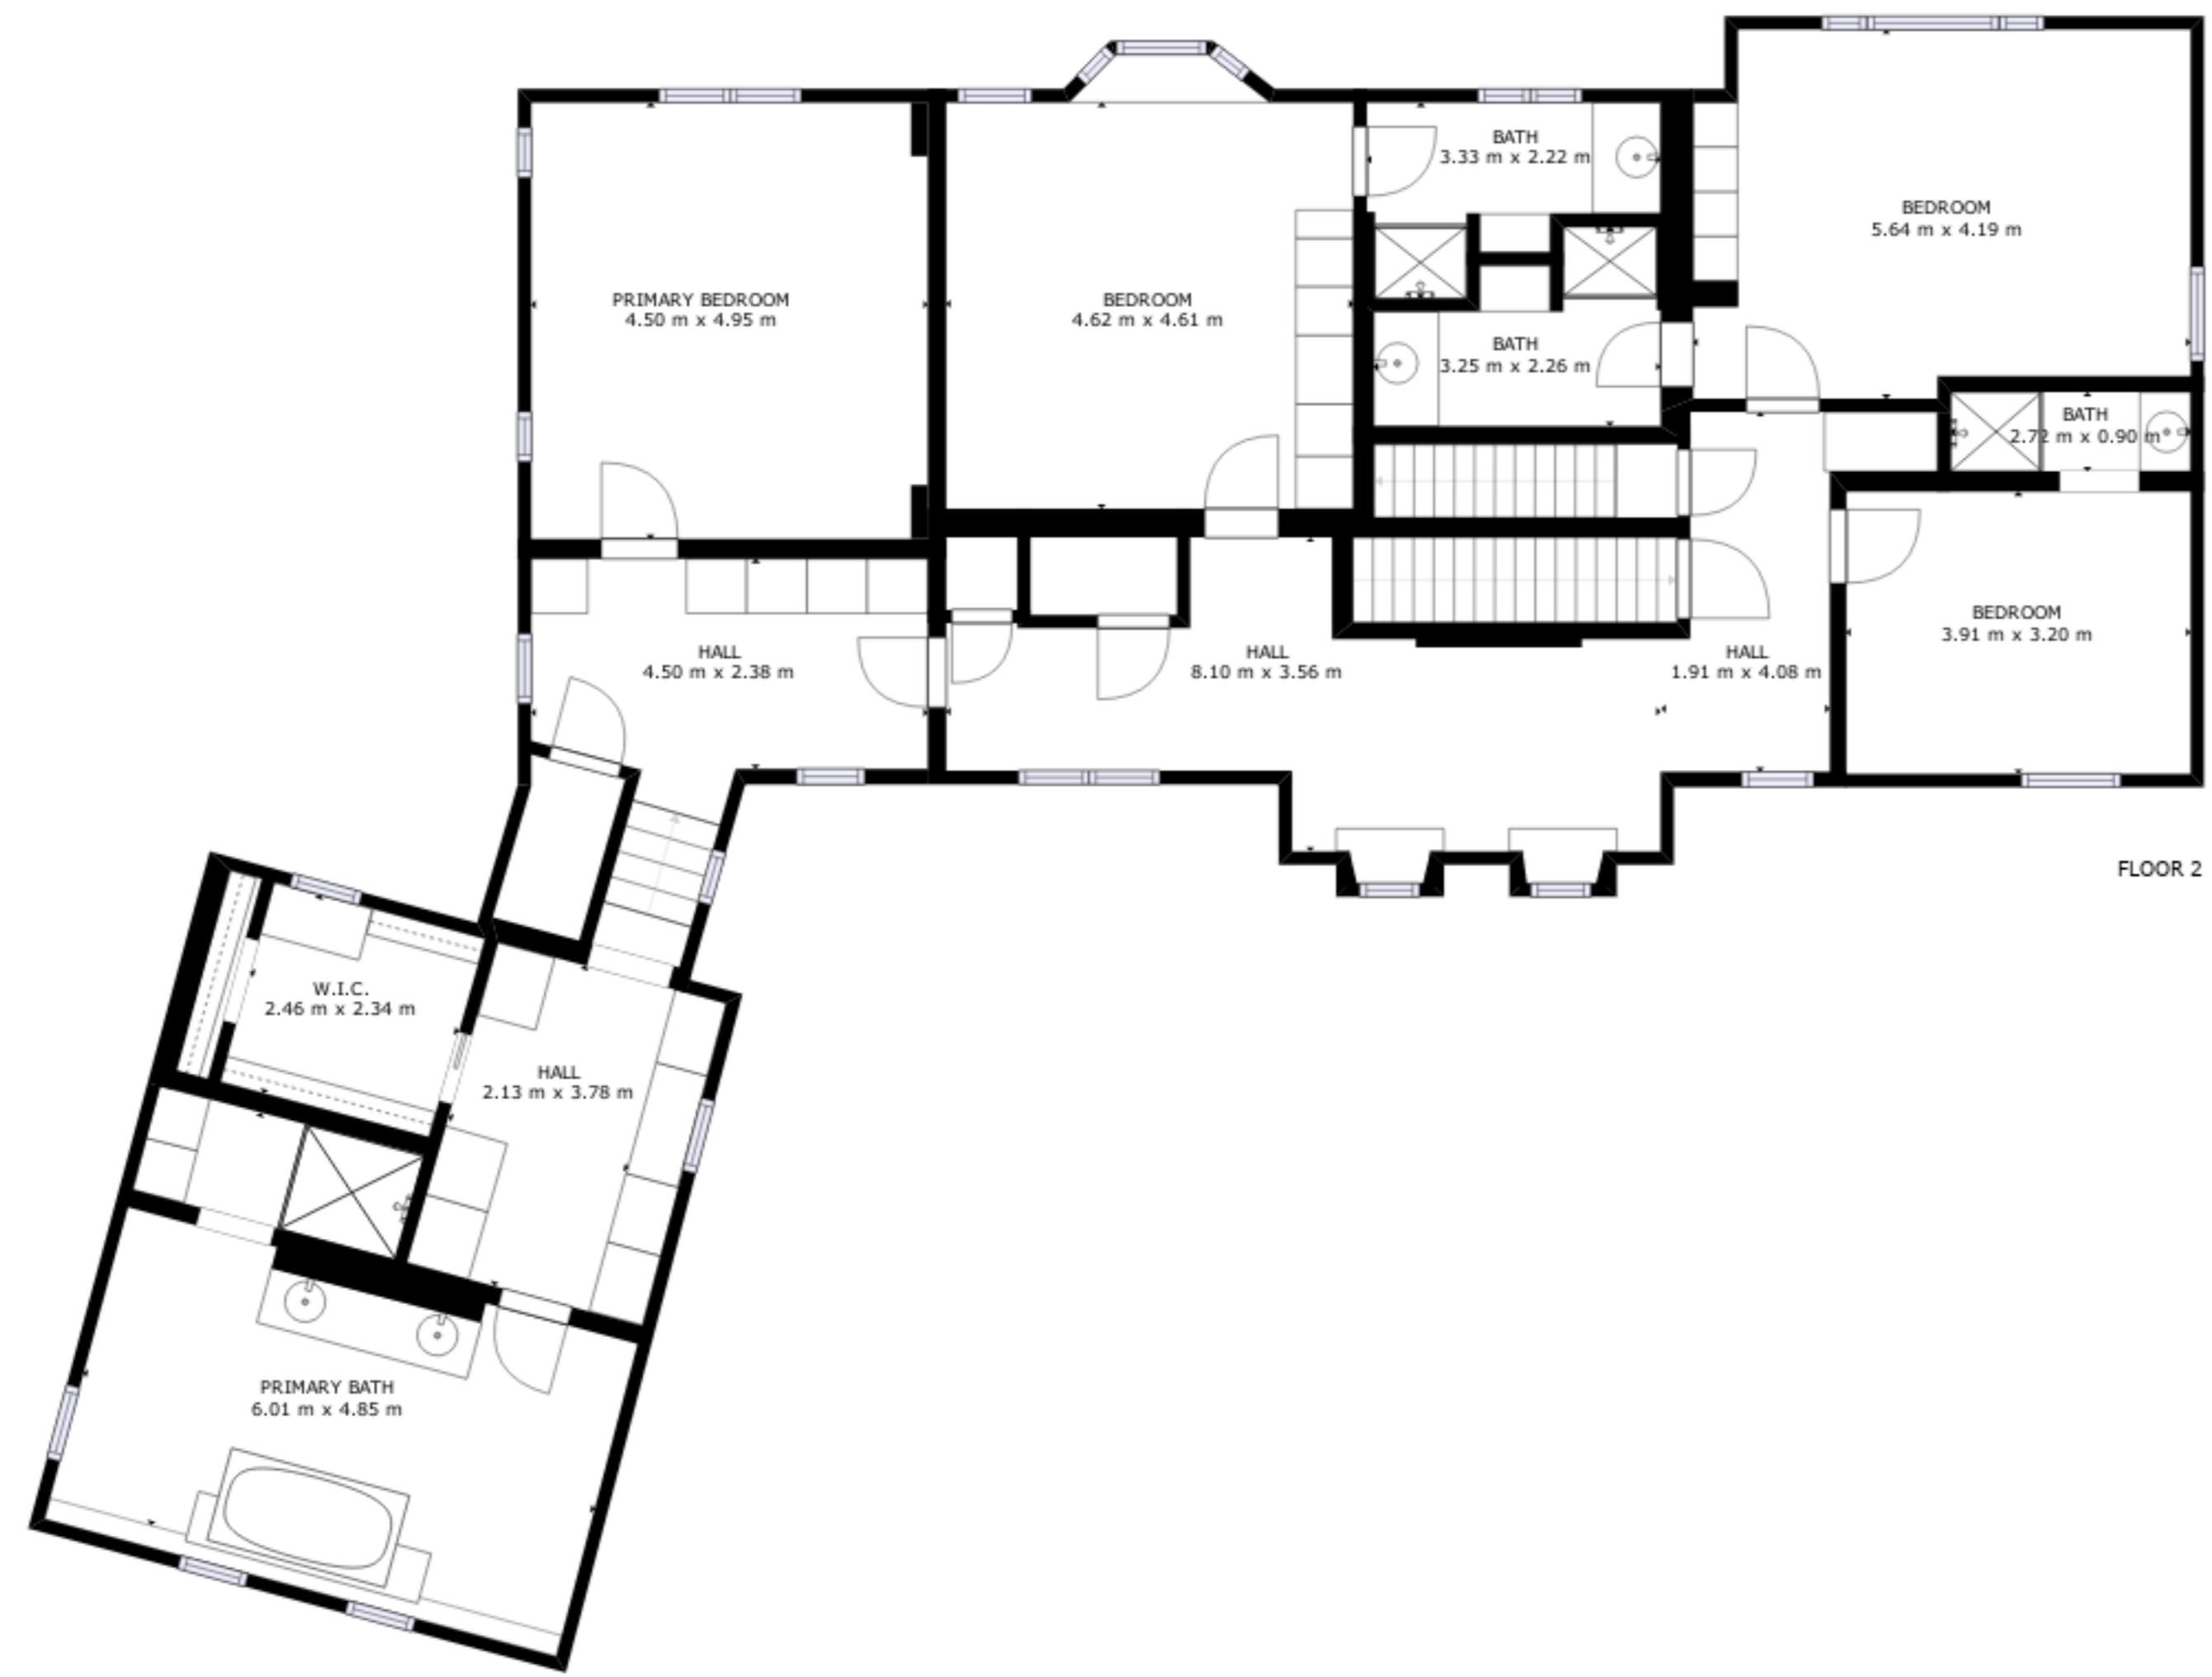 BATH
3.33 m x 2.22 m
BEDROOM
5.64 m x 4.19 m
PRIMARY BEDROOM
4.50 m x 4.95 m
BEDROOM
4.62 m x 4.61 m
BATH
3.25 m x 2.26 m
BATH
2.72 m x 0.90 m
BEDROOM
3.91 m x 3.20 m
HALL
4.50 m x 2.38 m
HALL
8.10 m x 3.56 m
HALL
1.91 m x 4.08 m
FLOOR 2
W.I.C.
2.46 m x 2.34 m
HALL
2.13 m x 3.78 m
PRIMARY BATH
6.01 m x 4.85 m